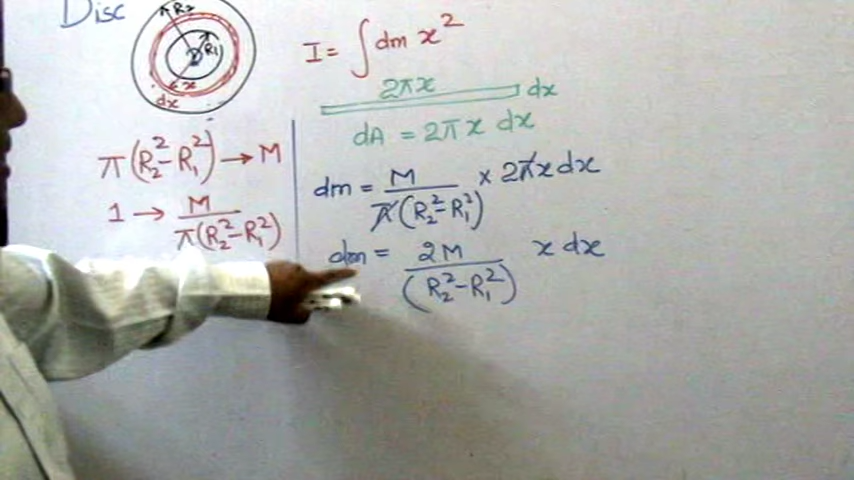 Disc
R₂
R₁
x
dx
I = ∫ dm x²
2πx
dx
dA = 2πx dx
π(R₂² - R₁²) → M
1 → M / π(R₂² - R₁²)
dm = M / π(R₂² - R₁²) × 2πx dx
dm = 2M / (R₂² - R₁²) x dx